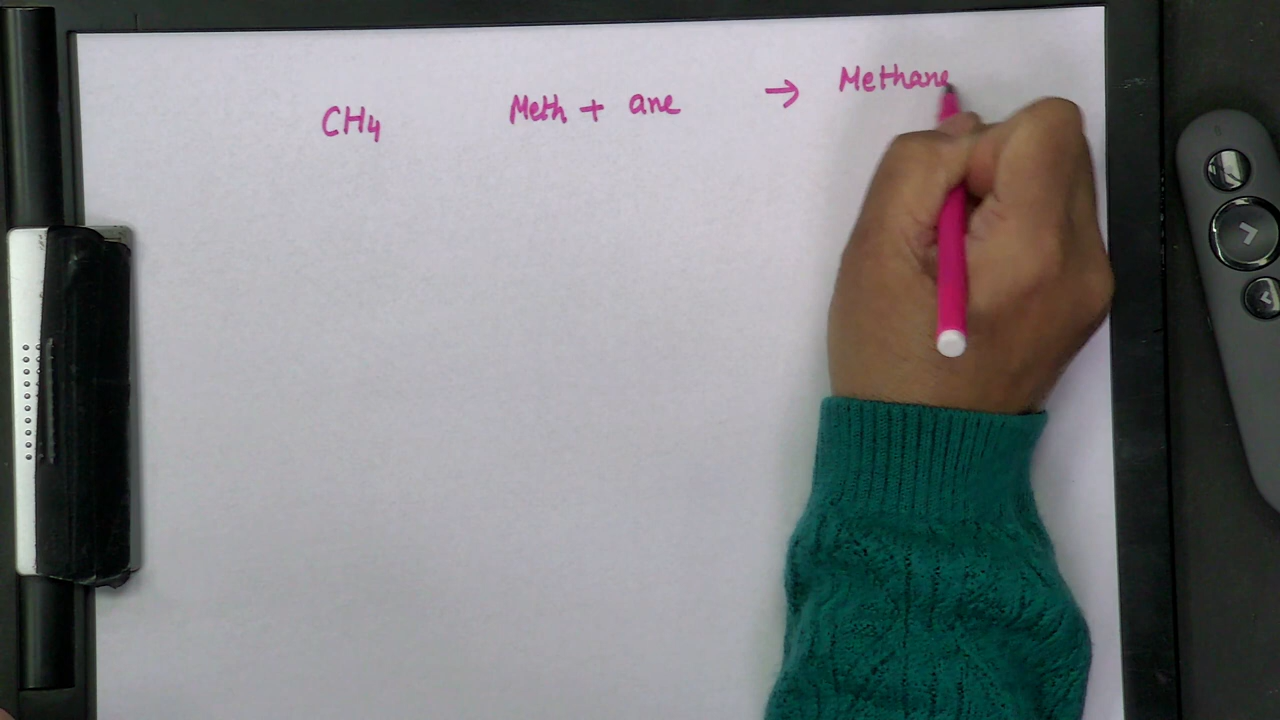 CH₄ Meth + ane → Methane